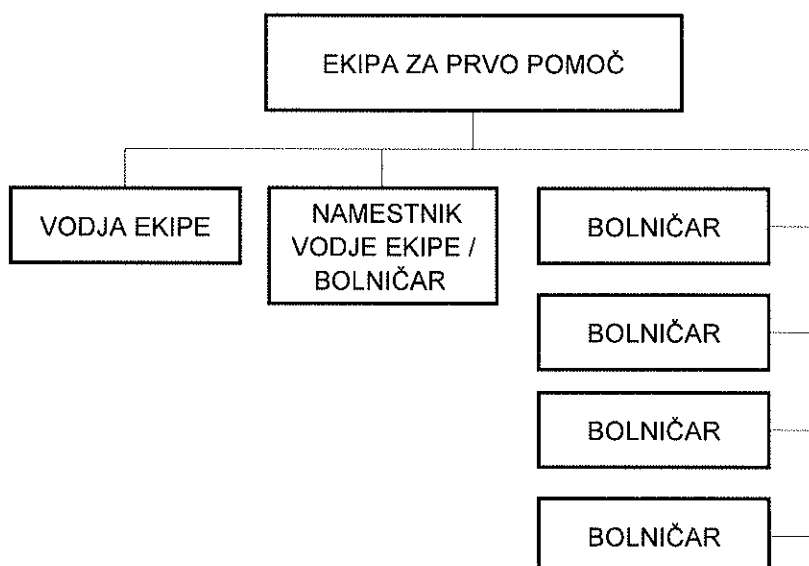 EKIPA ZA PRVO POMOČ
VODJA EKIPE
NAMESTNIK
VODJE EKIPE /
BOLNIČAR
BOLNIČAR
BOLNIČAR
BOLNIČAR
BOLNIČAR